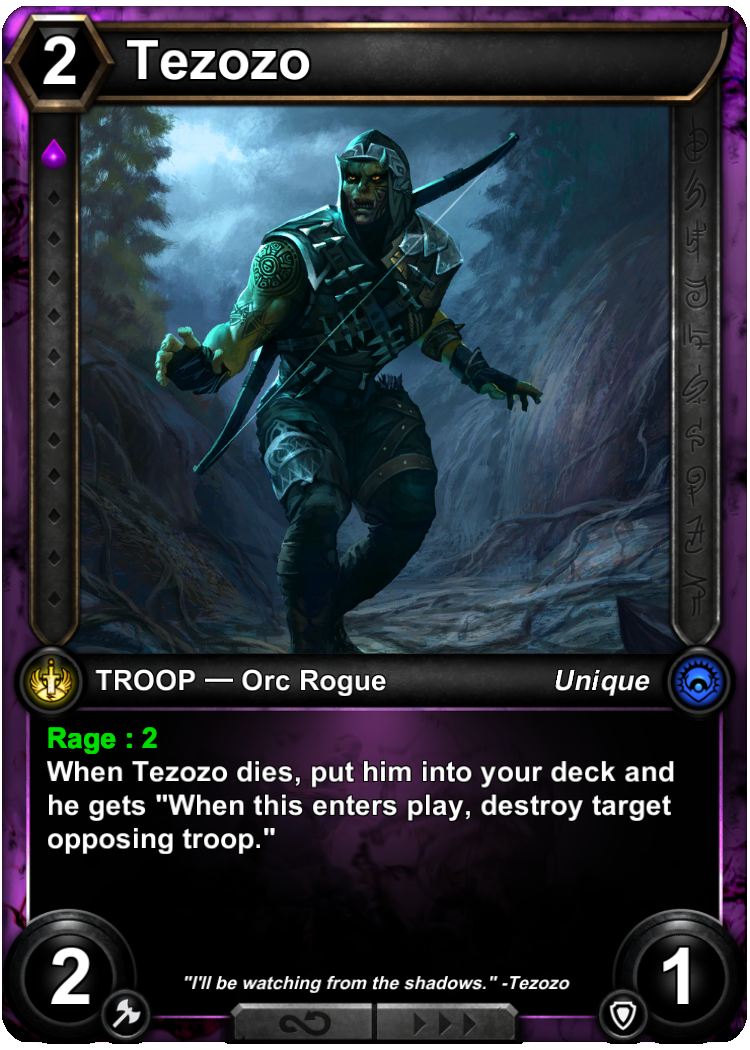 2 Tezozo
TROOP — Orc Rogue Unique
Rage : 2
When Tezozo dies, put him into your deck and
he gets "When this enters play, destroy target
opposing troop."
2 "I'll be watching from the shadows." -Tezozo 1